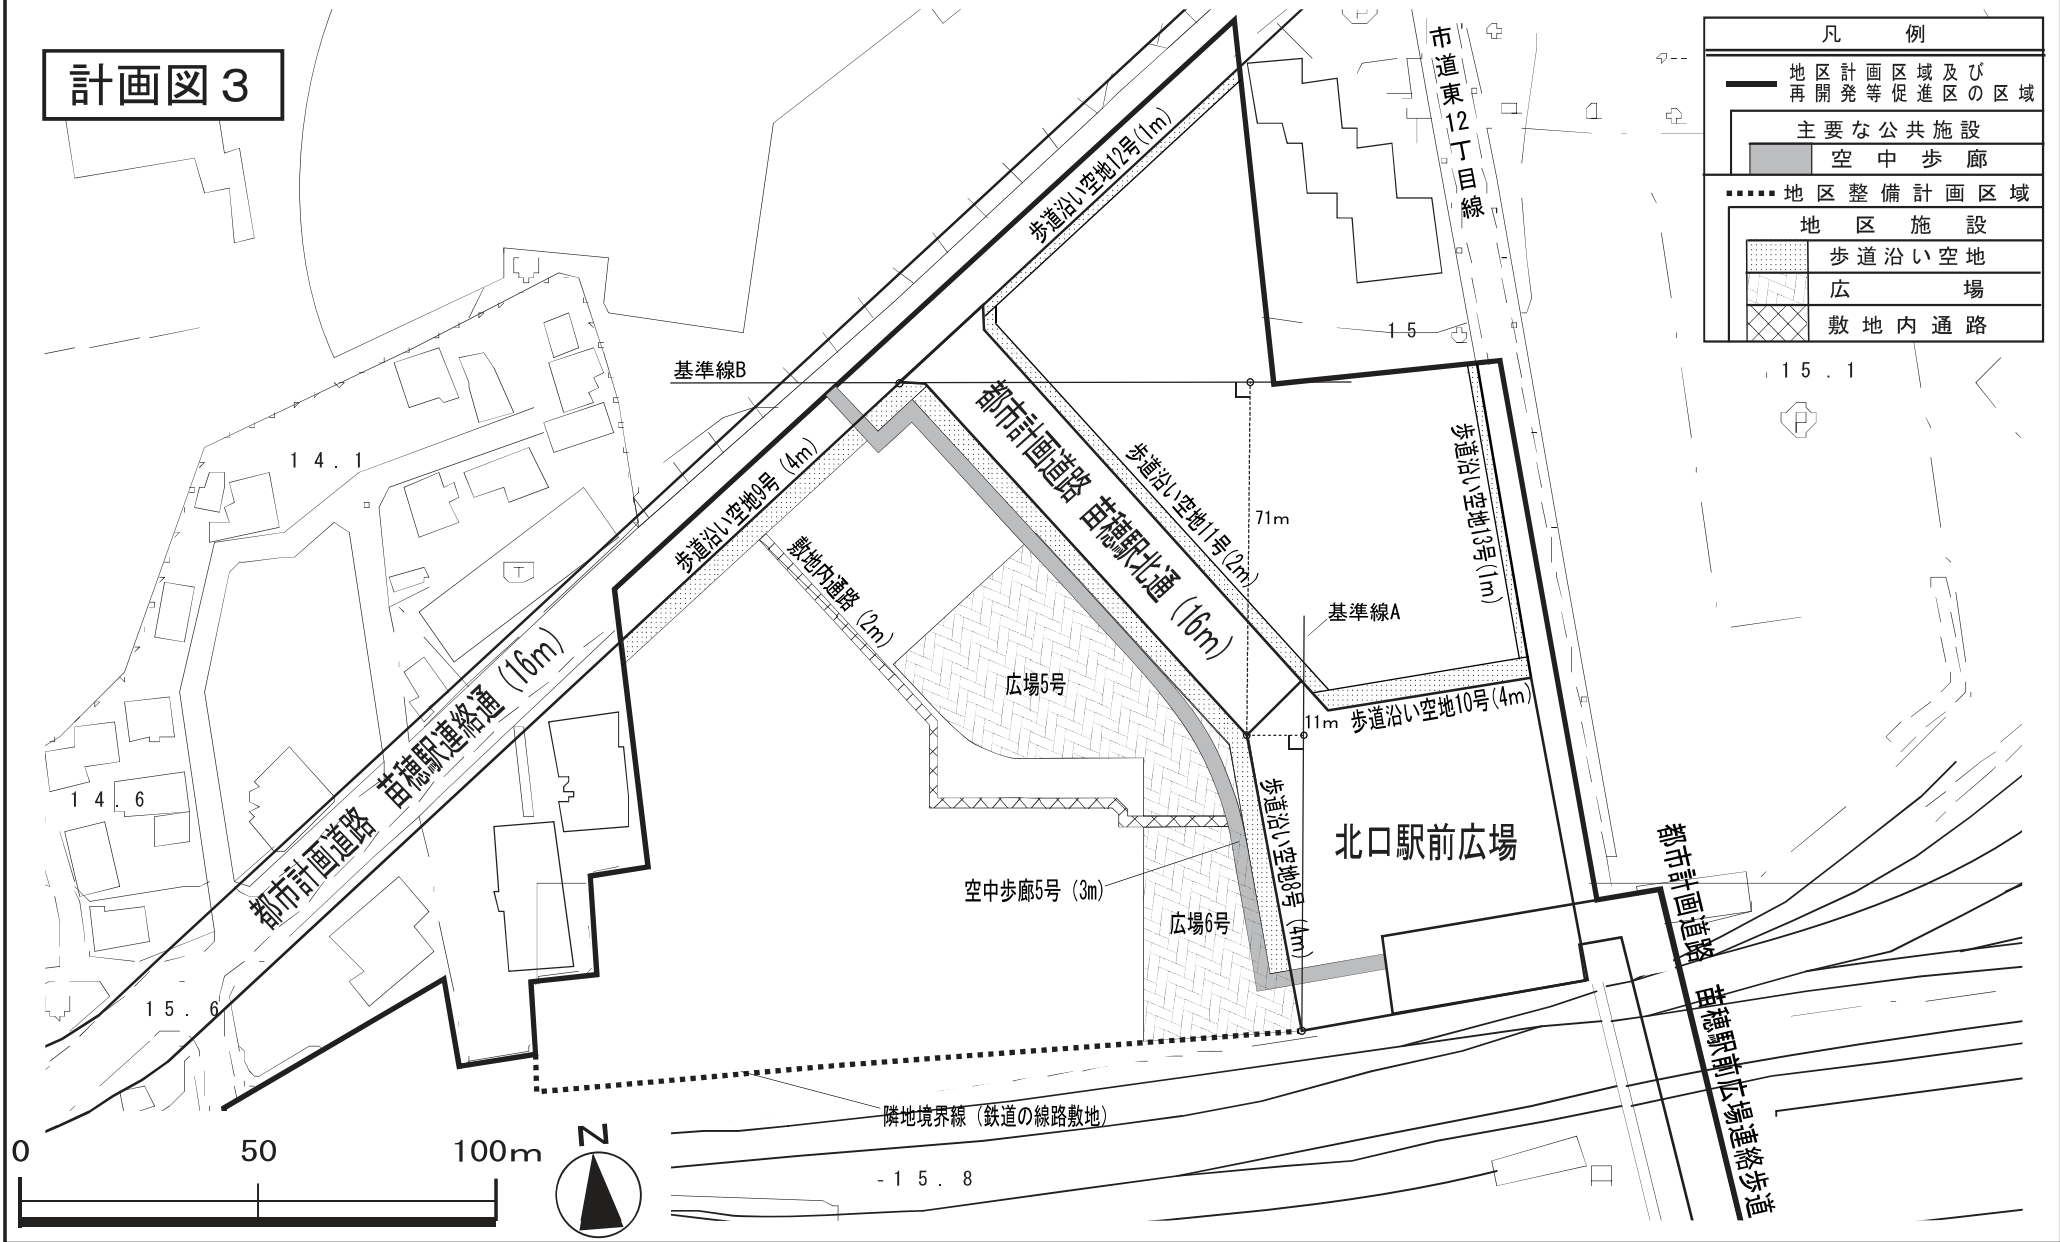 計画図3
凡例
地区計画区域及び
再開発等促進区の区域
主要な公共施設
空中歩廊
地区整備計画区域
地区施設
歩道沿い空地
広場
敷地内通路
市道東12丁目線
歩道沿い空地12号(1m)
15
15.1
基準線B
都市計画道路 苗穂駅北通(16m)
歩道沿い空地11号(2m)
71m
歩道沿い空地13号(1m)
14.1
歩道沿い空地9号(4m)
敷地内通路(2m)
基準線A
広場5号
11m
歩道沿い空地10号(4m)
都市計画道路 苗穂駅連絡通(16m)
14.6
歩道沿い空地8号(4m)
北口駅前広場
空中歩廊5号(3m)
広場6号
都市計画道路 苗穂駅前広場連絡歩道
15.6
隣地境界線(鉄道の線路敷地)
-15.8
0
50
100m
N